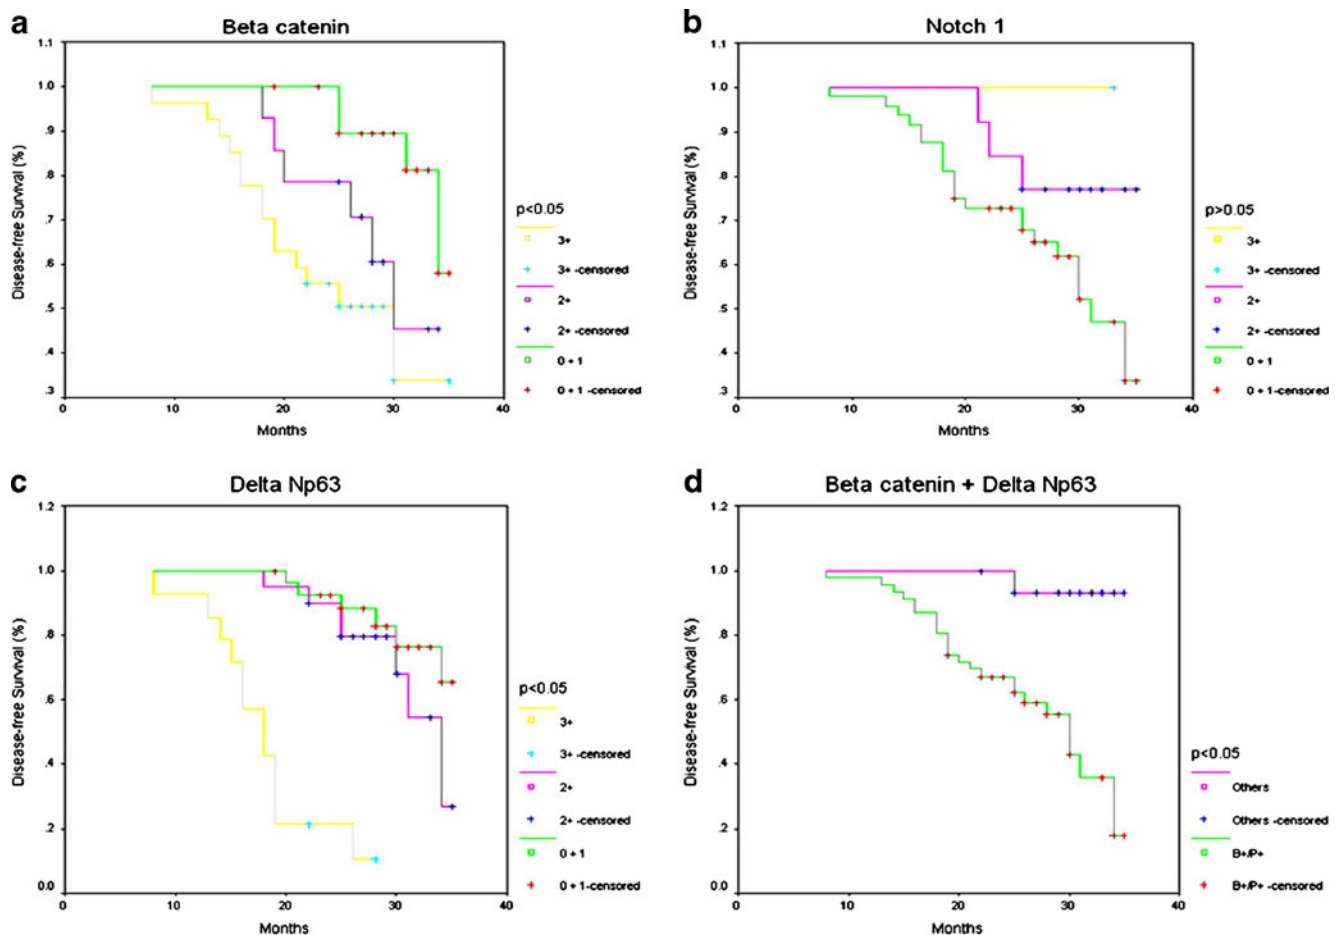 a
Beta catenin
1.1
1.0
.9
.8
.7
.6
.5
.4
.3
Disease-free Survival (%)
0 10 20 30 40
Months
p<0.05
3+
3+ -censored
2+
2+ -censored
0 + 1
0 + 1 -censored
b
Notch 1
1.1
1.0
.9
.8
.7
.6
.5
.4
.3
Disease-free Survival (%)
0 10 20 30 40
Months
p>0.05
3+
3+ -censored
2+
2+ -censored
0 + 1
0 + 1 -censored
c
Delta Np63
1.2
1.0
.8
.6
.4
.2
0.0
Disease-free Survival (%)
0 10 20 30 40
Months
p<0.05
3+
3+ -censored
2+
2+ -censored
0 + 1
0 + 1-censored
d
Beta catenin + Delta Np63
1.2
1.0
.8
.6
.4
.2
0.0
Disease-free Survival (%)
0 10 20 30 40
Months
p<0.05
Others
Others -censored
B+/P+
B+/P+ -censored